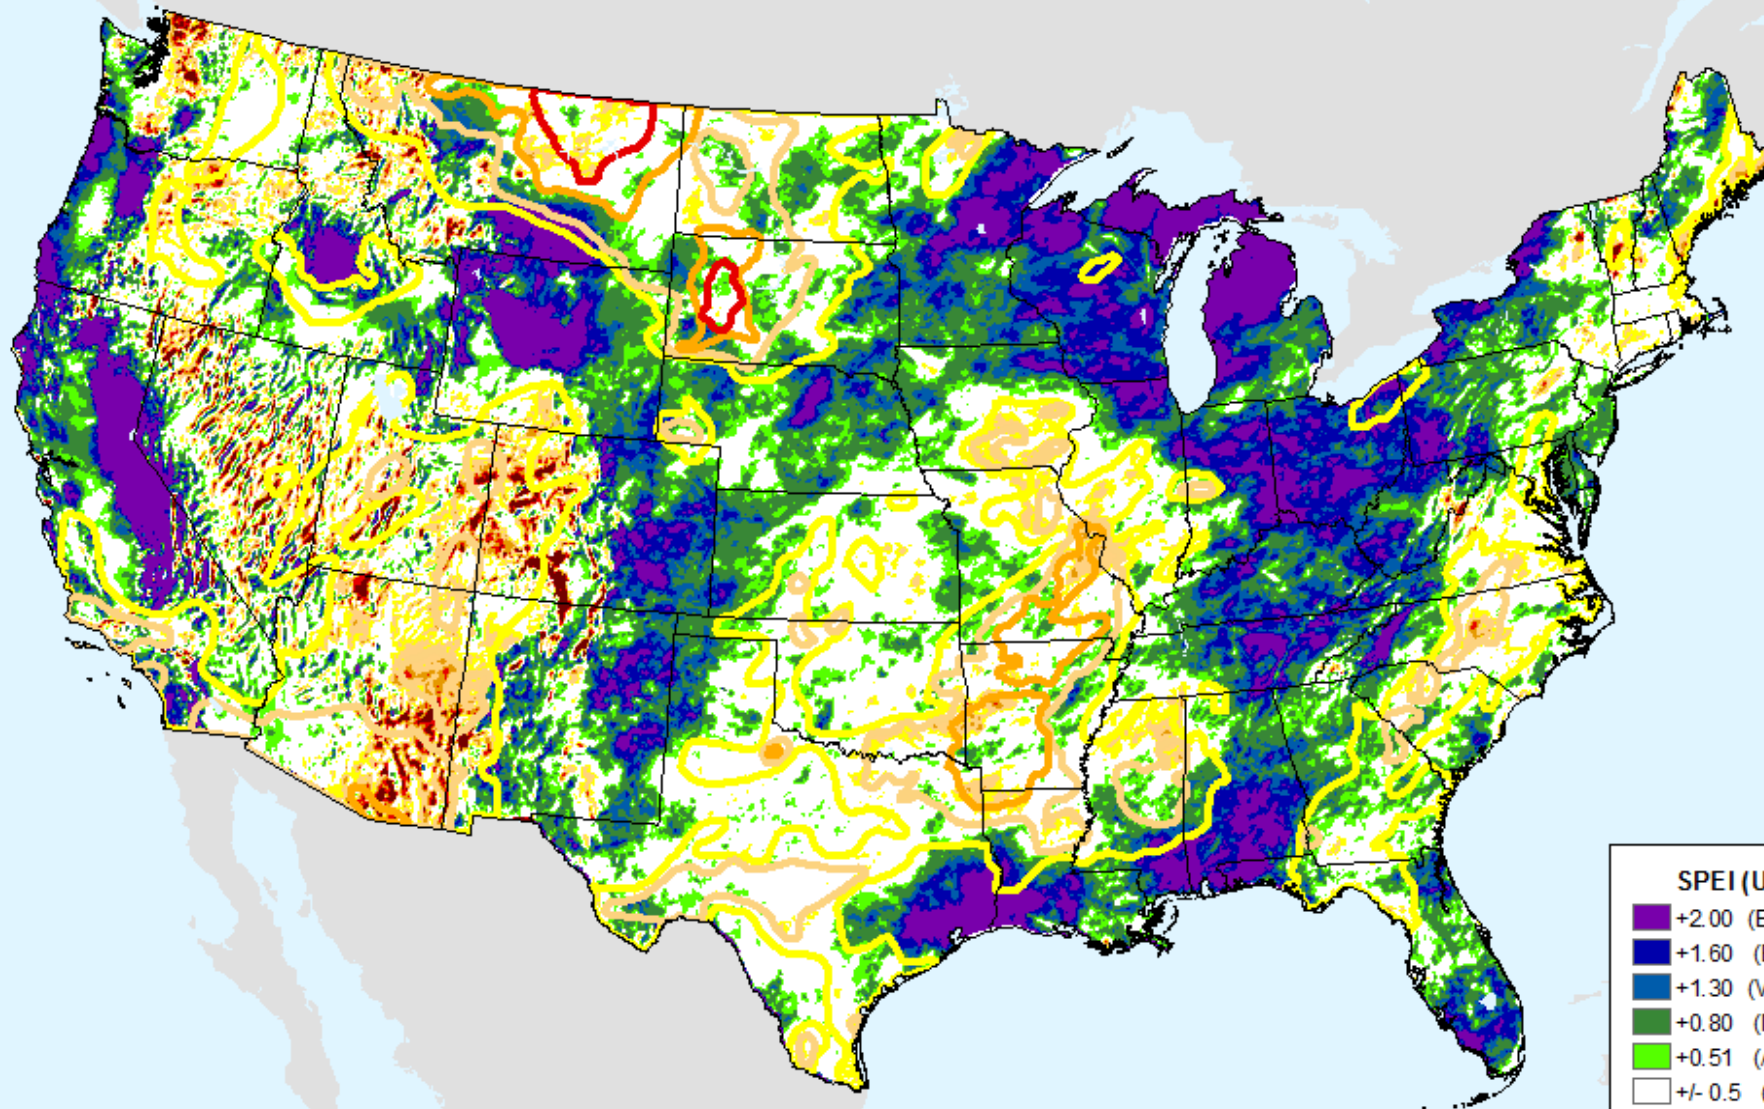 SPEI (U
+2.00 (E
+1.60 (
+1.30 (V
+0.80 (
+0.51 (
+/- 0.5 (